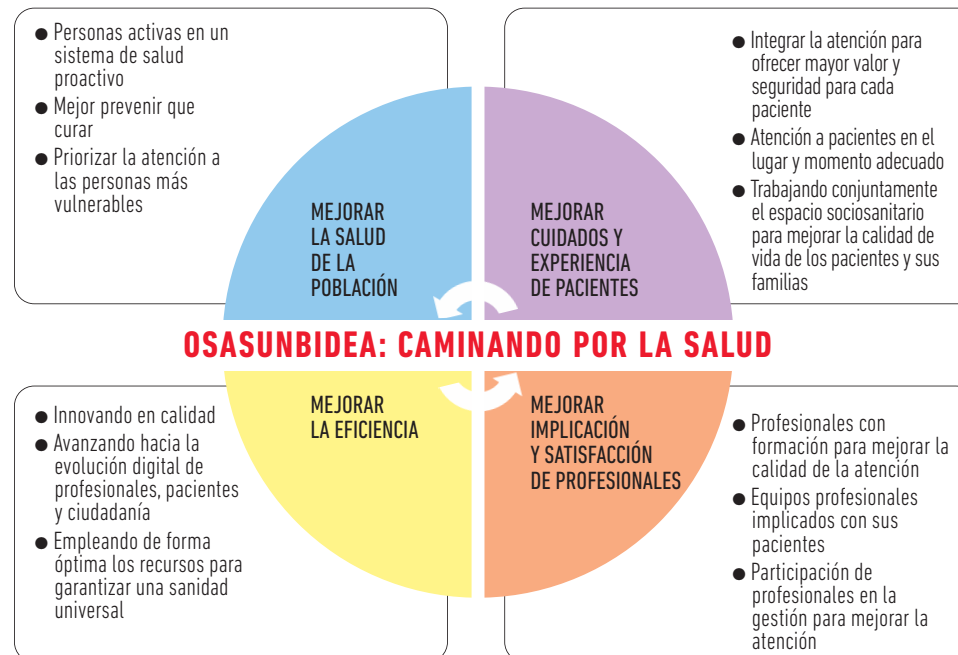 ● Personas activas en un
sistema de salud
proactivo
● Mejor prevenir que
curar
● Priorizar la atención a
las personas más
vulnerables
● Integrar la atención para
ofrecer mayor valor y
seguridad para cada
paciente
● Atención a pacientes en el
lugar y momento adecuado
● Trabajando conjuntamente
el espacio sociosanitario
para mejorar la calidad de
vida de los pacientes y sus
familias
MEJORAR
LA SALUD
DE LA
POBLACIÓN
MEJORAR
CUIDADOS Y
EXPERIENCIA
DE PACIENTES
OSASUNBIDEA: CAMINANDO POR LA SALUD
MEJORAR
LA EFICIENCIA
MEJORAR
IMPLICACIÓN
Y SATISFACCIÓN
DE PROFESIONALES
● Innovando en calidad
● Avanzando hacia la
evolución digital de
profesionales, pacientes
y ciudadanía
● Empleando de forma
óptima los recursos para
garantizar una sanidad
universal
● Profesionales con
formación para mejorar la
calidad de la atención
● Equipos profesionales
implicados con sus
pacientes
● Participación de
profesionales en la
gestión para mejorar la
atención